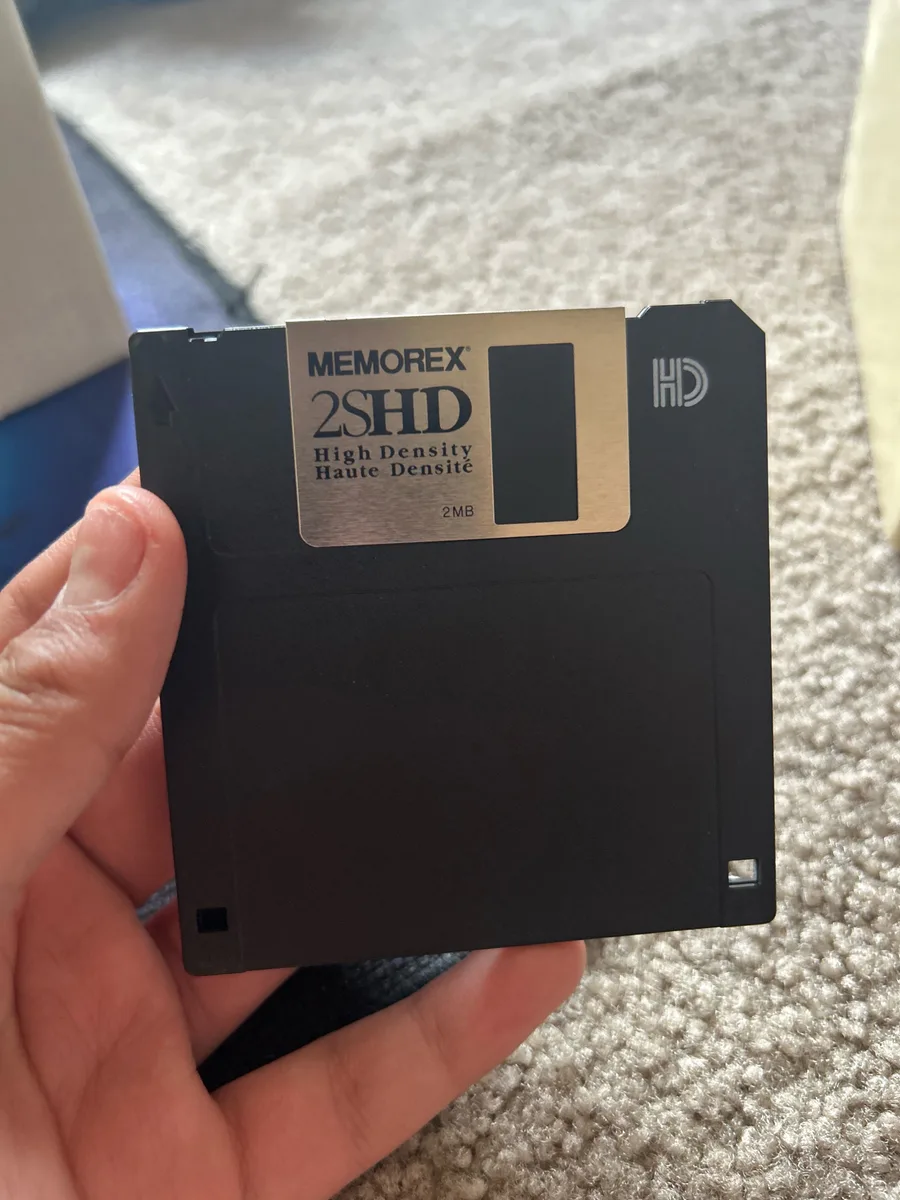 MEMOREX®
2SHD
High Density
Haute Densité
2MB
HD